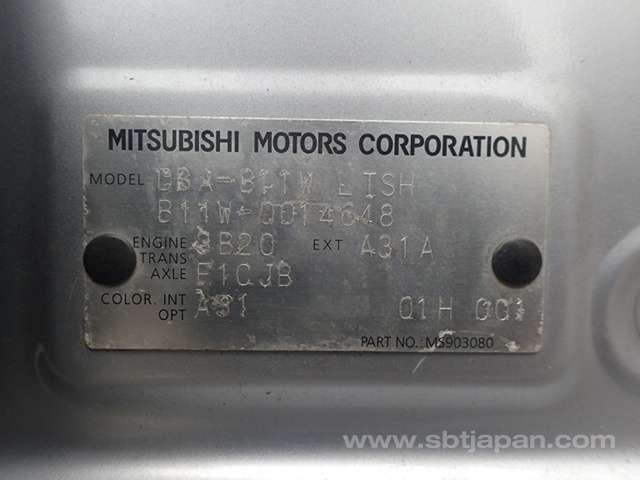 MITSUBISHI MOTORS CORPORATION
MODEL DBA-B11W LTSH
B11W-0014648
ENGINE 3B20 EXT A31A
TRANS
AXLE F1CJB
COLOR. INT A31
OPT 01H 001
PART NO.: MS903080
www.sbtjapan.com